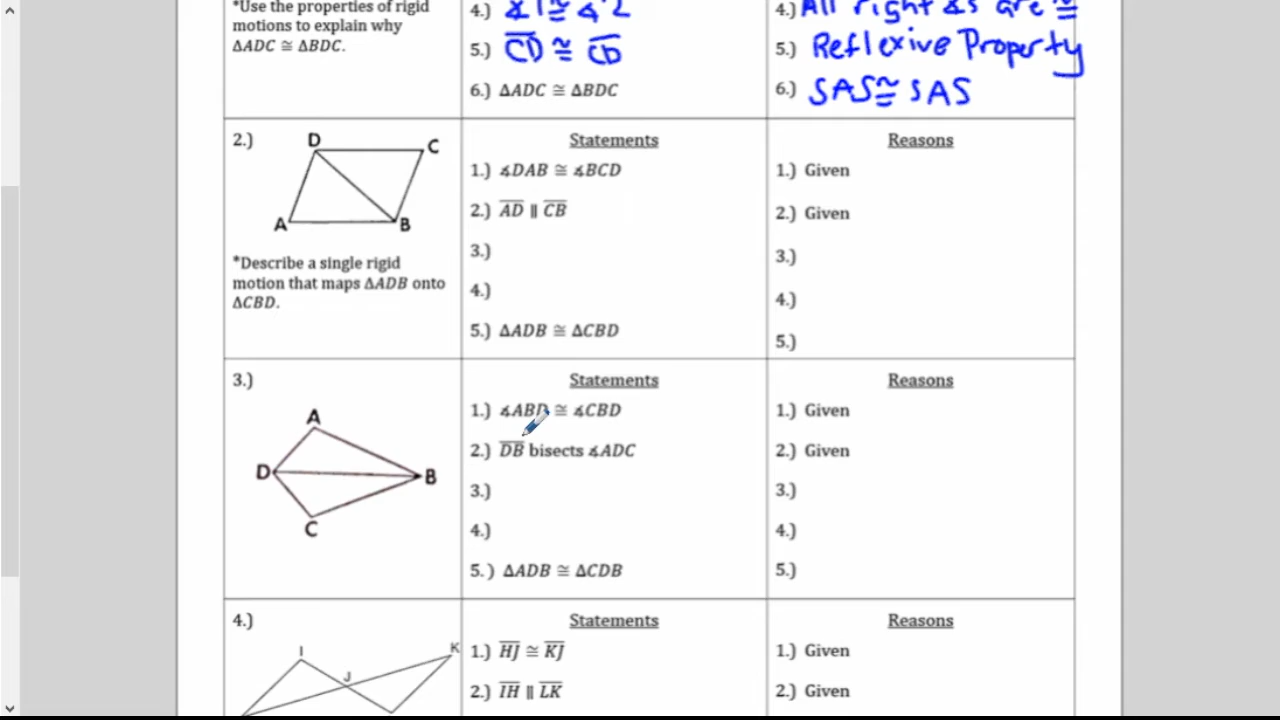 *Use the properties of rigid
motions to explain why
ΔADC ≅ ΔBDC.
4.) ∡1 ≅ ∡2
5.) CD ≅ CD
6.) ΔADC ≅ ΔBDC
4.) All right ∡s are ≅
5.) Reflexive Property
6.) SAS ≅ SAS
2.)
D
C
A
B
*Describe a single rigid
motion that maps ΔADB onto
ΔCBD.
Statements
1.) ∡DAB ≅ ∡BCD
2.) AD ∥ CB
3.)
4.)
5.) ΔADB ≅ ΔCBD
Reasons
1.) Given
2.) Given
3.)
4.)
5.)
3.)
A
D
B
C
Statements
1.) ∡ABD ≅ ∡CBD
2.) DB bisects ∡ADC
3.)
4.)
5. ) ΔADB ≅ ΔCDB
Reasons
1.) Given
2.) Given
3.)
4.)
5.)
4.)
I
K
J
Statements
1.) HJ ≅ KJ
2.) IH ∥ LK
Reasons
1.) Given
2.) Given